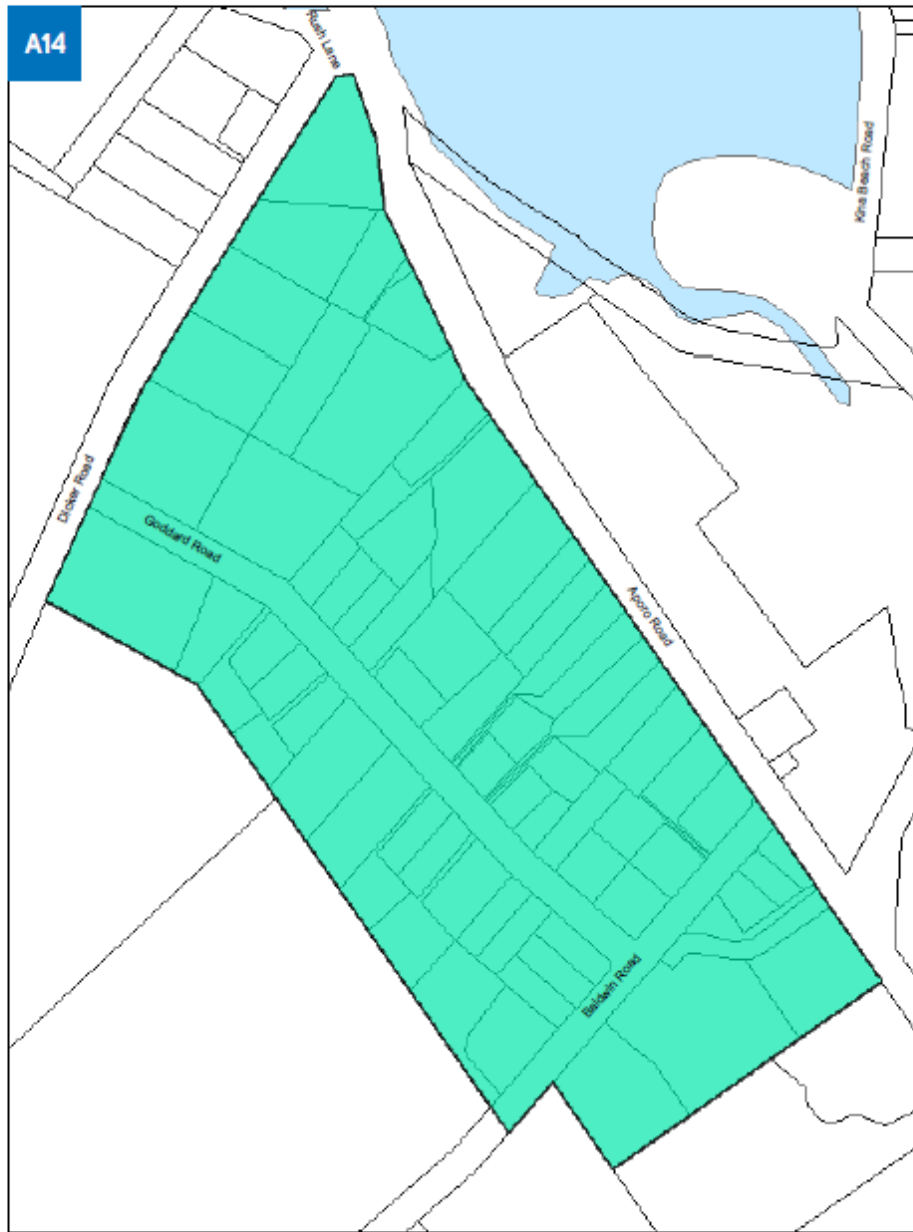 A14
Rush Lane
Kina Beach Road
Dicker Road
Goddard Road
Aporo Road
Baldwin Road